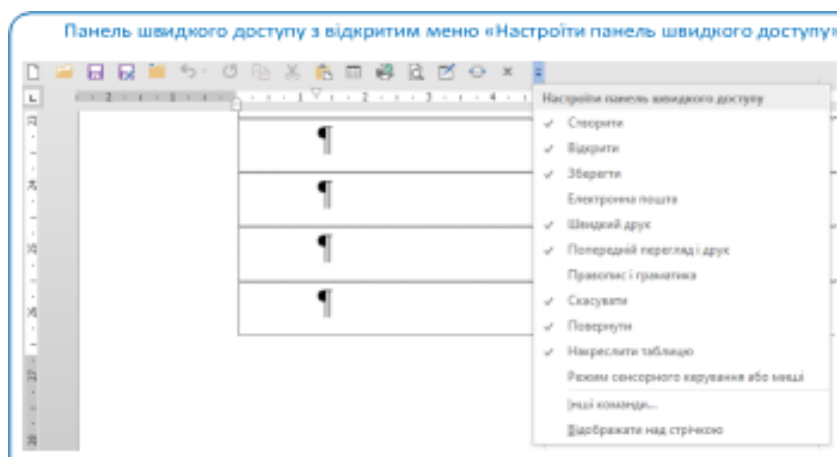 Панель швидкого доступу з відкритим меню «Настроїти панель швидкого доступу»
Настроїти панель швидкого доступу
Створити
Відкрити
Зберегти
Електронна пошта
Швидкий друк
Попередній перегляд і друк
Правопис і граматика
Скасувати
Повернути
Накреслити таблицю
Режим сенсорного керування або миші
Інші команди...
Відображати над стрічкою